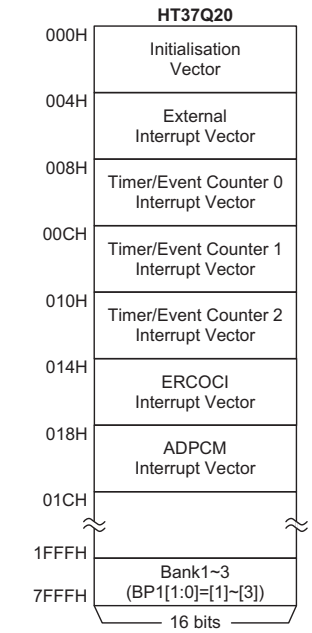 HT37Q20
000H
Initialisation
Vector
004H
External
Interrupt Vector
008H
Timer/Event Counter 0
Interrupt Vector
00CH
Timer/Event Counter 1
Interrupt Vector
010H
Timer/Event Counter 2
Interrupt Vector
014H
ERCOCI
Interrupt Vector
018H
ADPCM
Interrupt Vector
01CH
1FFFH
Bank1~3
(BP1[1:0]=[1]~[3])
7FFFH
16 bits